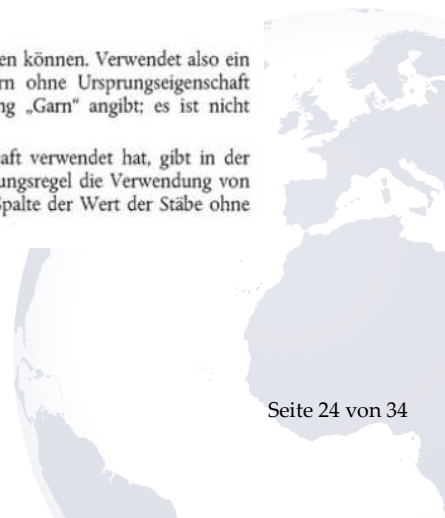 en können. Verwendet also ein
rn ohne Ursprungseigenschaft
ng „Garn" angibt; es ist nicht
aft verwendet hat, gibt in der
ungsregel die Verwendung von
Spalte der Wert der Stäbe ohne
Seite 24 von 34